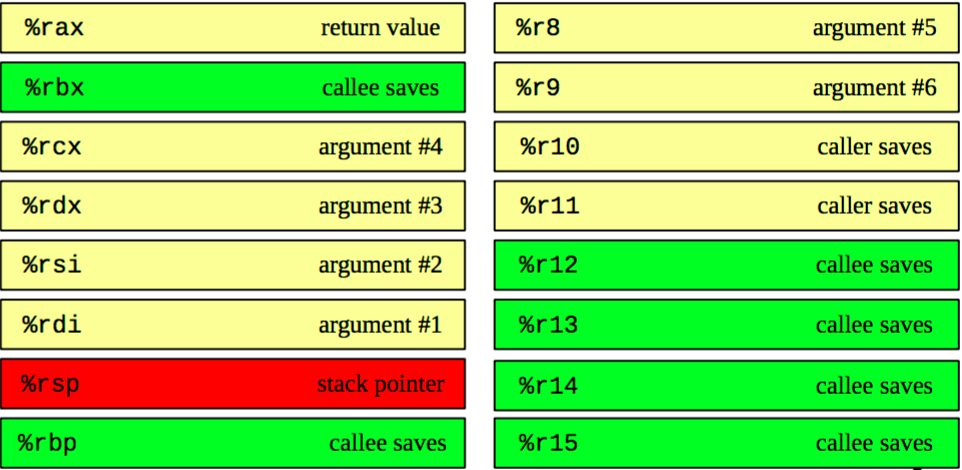 %rax return value
%rbx callee saves
%rcx argument #4
%rdx argument #3
%rsi argument #2
%rdi argument #1
%rsp stack pointer
%rbp callee saves
%r8 argument #5
%r9 argument #6
%r10 caller saves
%r11 caller saves
%r12 callee saves
%r13 callee saves
%r14 callee saves
%r15 callee saves